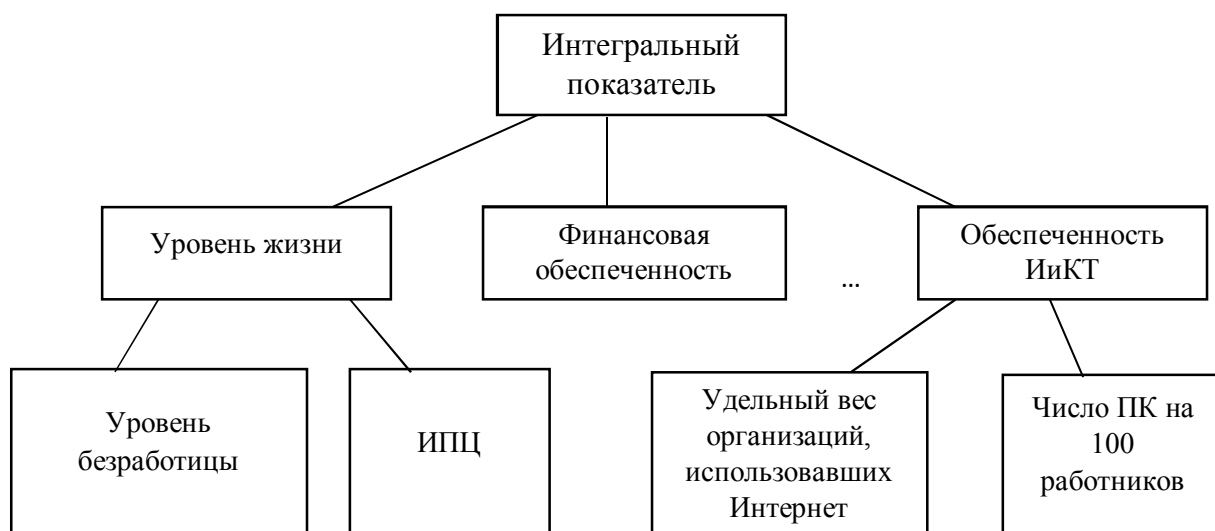 Интегральный
показатель
Уровень жизни
Финансовая
обеспеченность
...
Обеспеченность
ИиКТ
Уровень
безработицы
ИПЦ
Удельный вес
организаций,
использовавших
Интернет
Число ПК на
100
работников